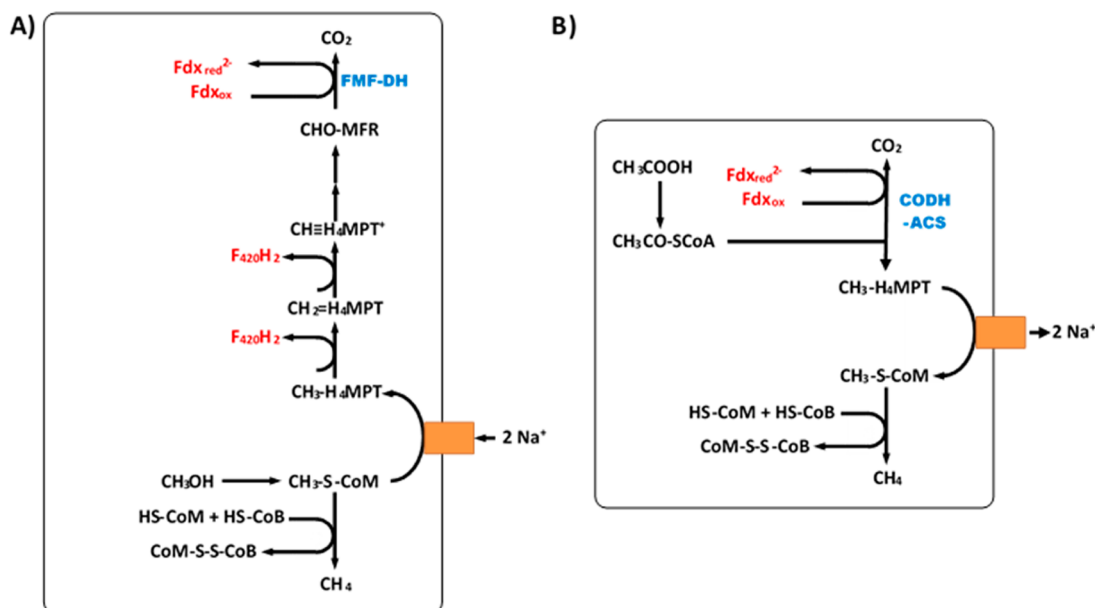 A)
CO₂
Fdxred²⁻
Fdxox
FMF-DH
CHO-MFR
CH≡H₄MPT⁺
F₄₂₀H₂
CH₂=H₄MPT
F₄₂₀H₂
CH₃-H₄MPT
2 Na⁺
CH₃OH
CH₃-S-CoM
HS-CoM + HS-CoB
CoM-S-S-CoB
CH₄
B)
CO₂
CH₃COOH
Fdxred²⁻
Fdxox
CODH
-ACS
CH₃CO-SCoA
CH₃-H₄MPT
2 Na⁺
CH₃-S-CoM
HS-CoM + HS-CoB
CoM-S-S-CoB
CH₄